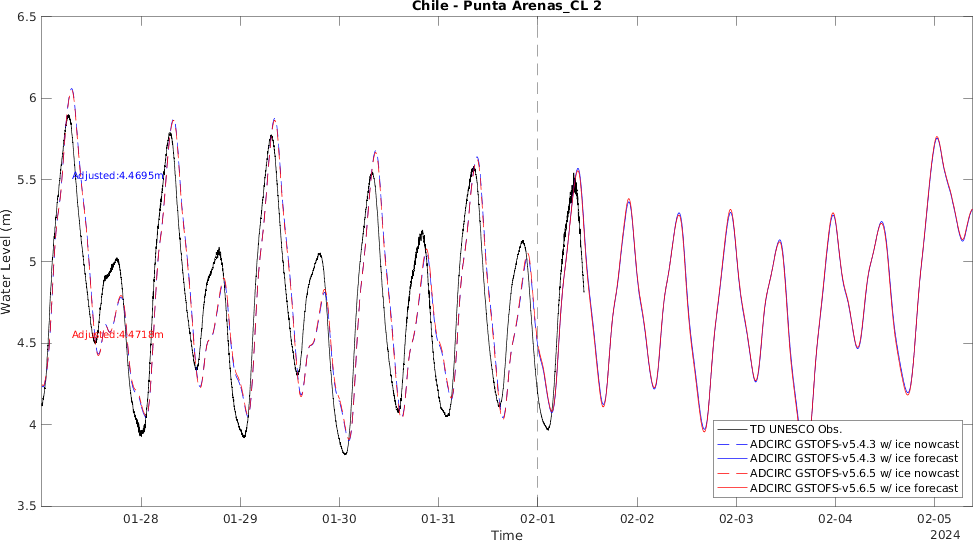 Chile - Punta Arenas_CL 2
6.5
6
5.5
5
4.5
4
3.5
Water Level (m)
Adjusted:4.4695m
Adjusted:4.4718m
TD UNESCO Obs.
ADCIRC GSTOFS-v5.4.3 w/ ice nowcast
ADCIRC GSTOFS-v5.4.3 w/ ice forecast
ADCIRC GSTOFS-v5.6.5 w/ ice nowcast
ADCIRC GSTOFS-v5.6.5 w/ ice forecast
01-28 01-29 01-30 01-31 02-01 02-02 02-03 02-04 02-05
2024
Time